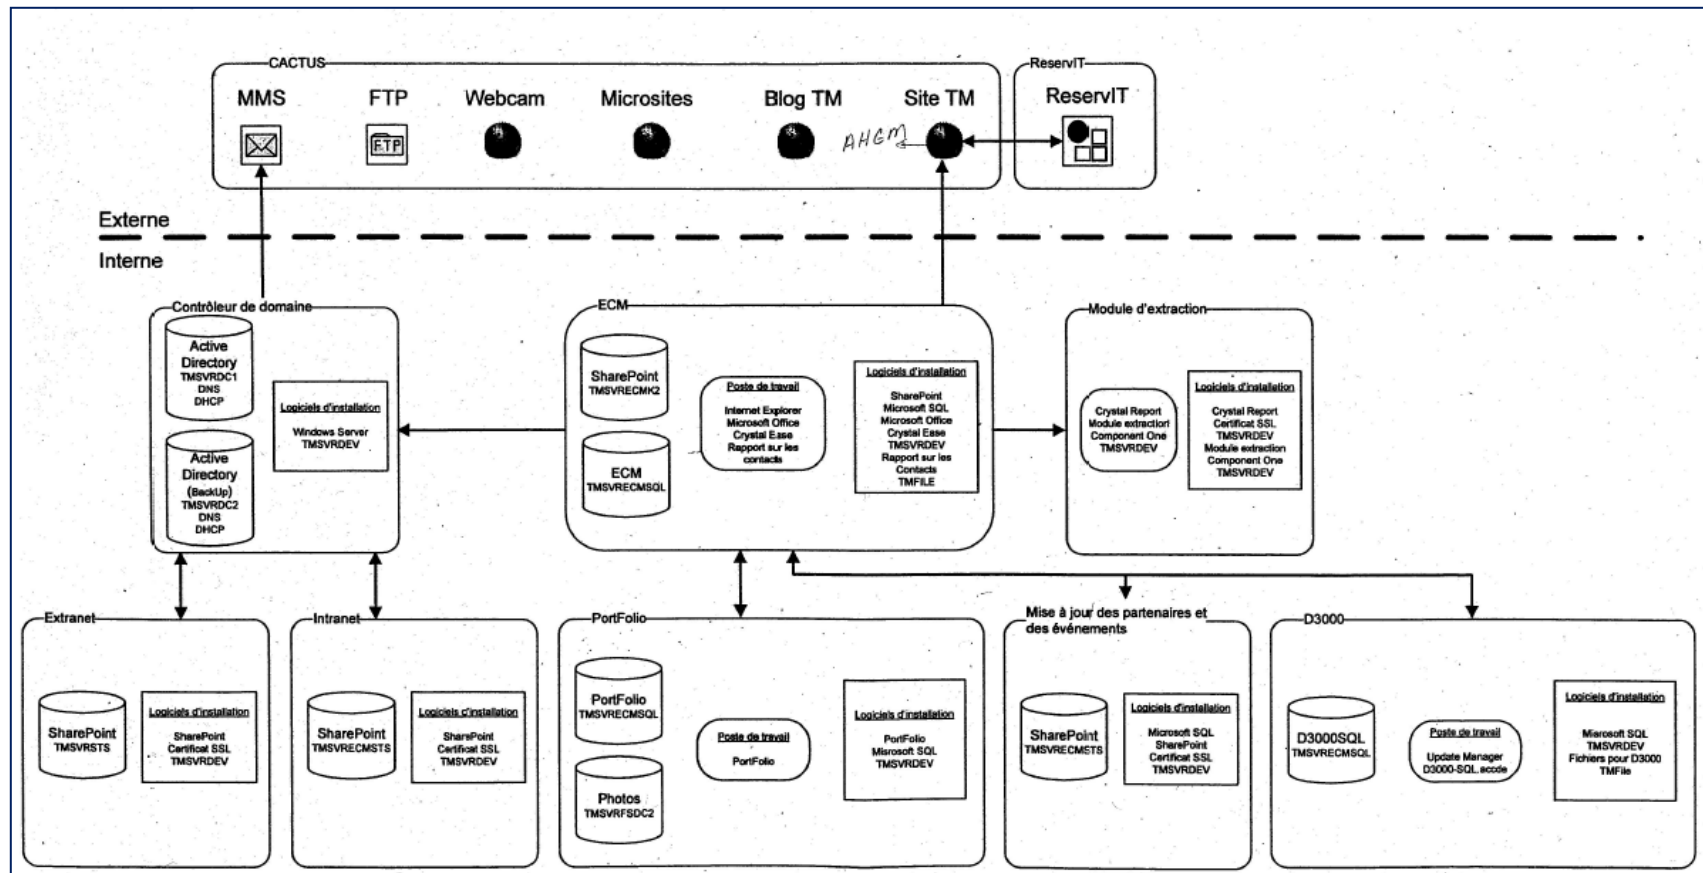 CACTUS
MMS
FTP
Webcam
Microsites
Blog TM
Site TM
FTP
AHGM
ReservIT
ReservIT
Externe
Interne
Contrôleur de domaine
Active
Directory
TMSVRDC1
DNS
DHCP
Active
Directory
(BackUp)
TMSVRDC2
DNS
DHCP
Logiciels d'installation
Windows Server
TMSVRDEV
ECM
SharePoint
TMSVRECMK2
ECM
TMSVRECMSQL
Poste de travail
Internet Explorer
Microsoft Office
Crystal Ease
Rapport sur les
contacts
Logiciels d'installation
SharePoint
Microsoft SQL
Microsoft Office
Crystal Ease
TMSVRDEV
Rapport sur les
Contacts
TMFILE
Module d'extraction
Crystal Report
Module extraction
Component One
TMSVRDEV
Logiciels d'installation
Crystal Report
Certificat SSL
TMSVRDEV
Module extraction
Component One
TMSVRDEV
Extranet
SharePoint
TMSVRSTS
Logiciels d'installation
SharePoint
Certificat SSL
TMSVRDEV
Intranet
SharePoint
TMSVRECMSTS
Logiciels d'installation
SharePoint
Certificat SSL
TMSVRDEV
PortFolio
PortFolio
TMSVRECMSQL
Photos
TMSVRFSDC2
Poste de travail
PortFolio
Logiciels d'installation
PortFolio
Misrosoft SQL
TMSVRDEV
Mise à jour des partenaires et
des événements
SharePoint
TMSVRECMSTS
Logiciels d'installation
Microsoft SQL
SharePoint
Certificat SSL
TMSVRDEV
D3000
D3000SQL
TMSVRECMSQL
Poste de travail
Update Manager
D3000-SQL.accde
Logiciels d'installation
Misrosoft SQL
TMSVRDEV
Fichiers pour D3000
TMFile